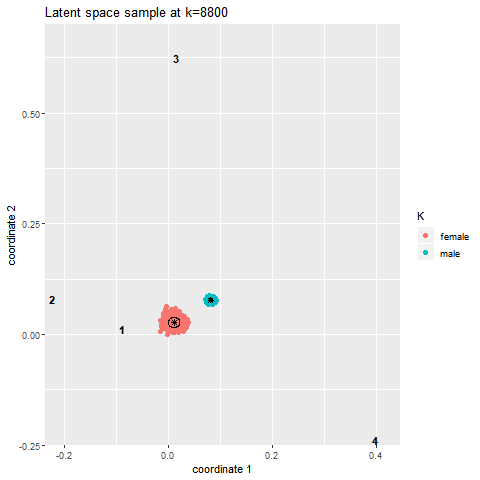 Latent space sample at k=8800
3
0.50
0.25
2
1
0.00
4
-0.25
-0.2
0.0
0.2
0.4
coordinate 1
coordinate 2
K
female
male